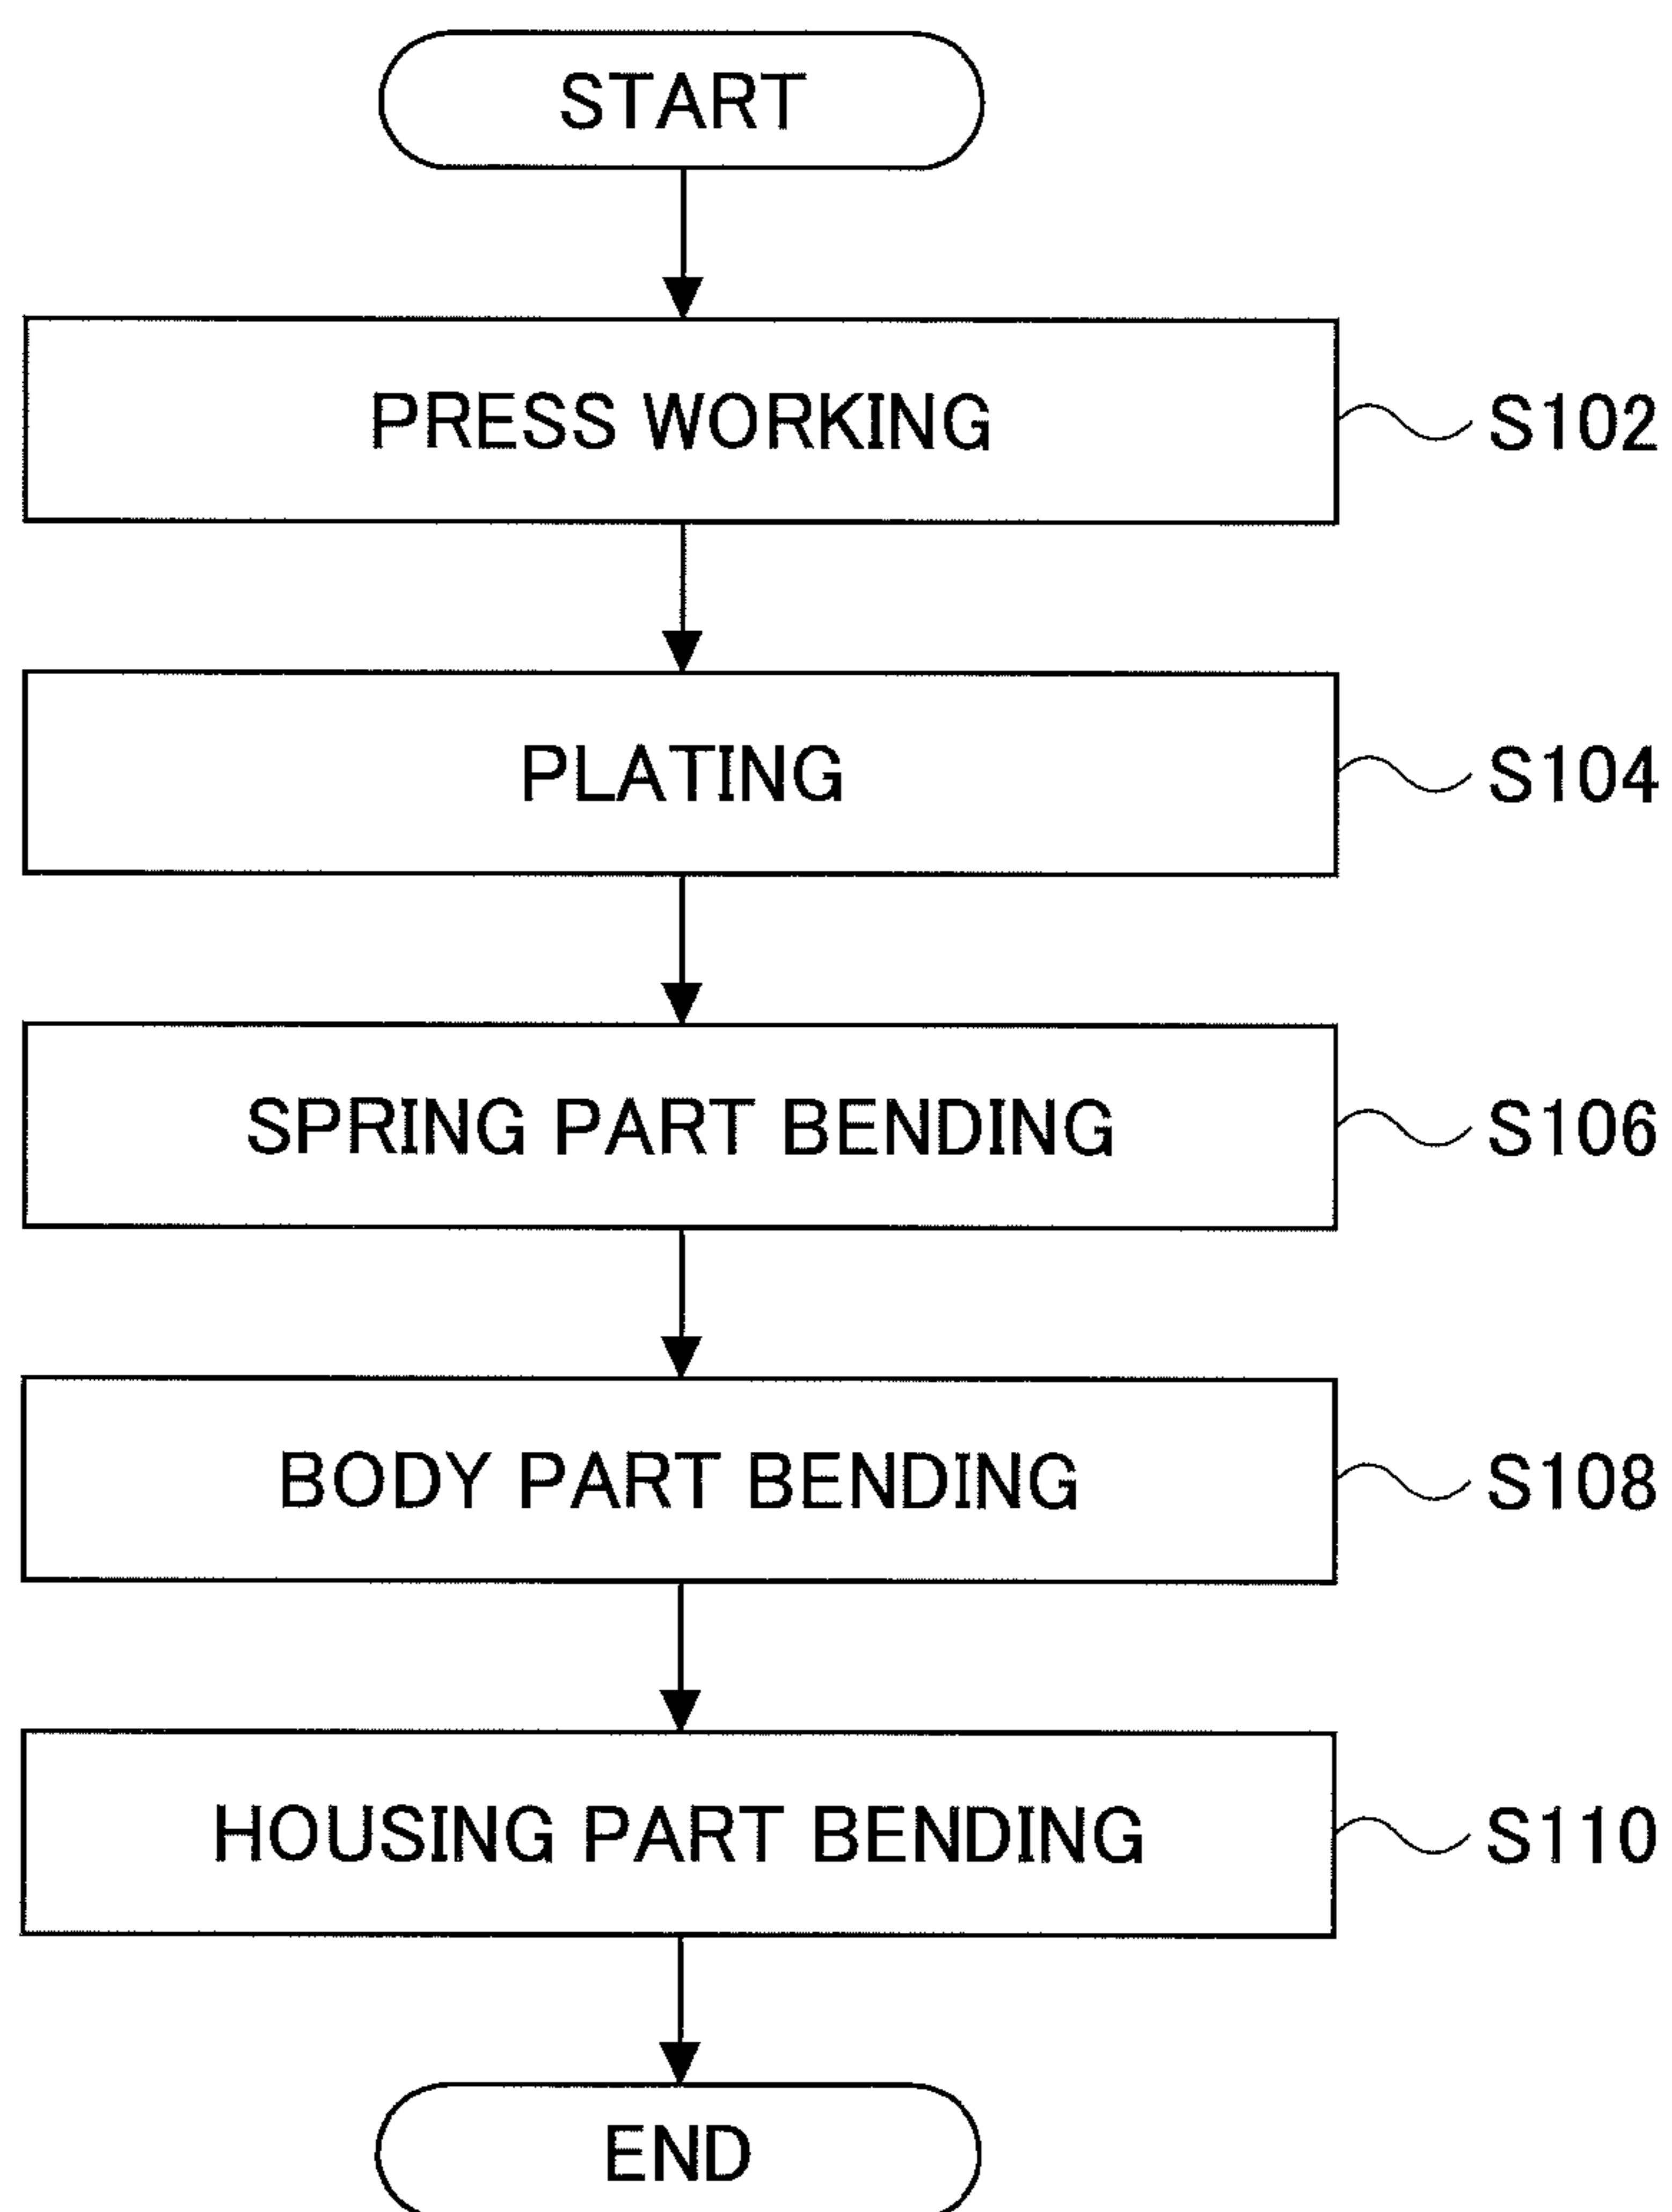 START
PRESS WORKING S102
PLATING S104
SPRING PART BENDING S106
BODY PART BENDING S108
HOUSING PART BENDING S110
END